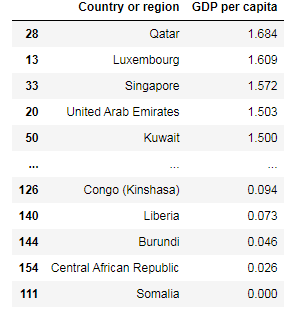 Country or region GDP per capita
28 Qatar 1.684
13 Luxembourg 1.609
33 Singapore 1.572
20 United Arab Emirates 1.503
50 Kuwait 1.500
... ... ...
126 Congo (Kinshasa) 0.094
140 Liberia 0.073
144 Burundi 0.046
154 Central African Republic 0.026
111 Somalia 0.000